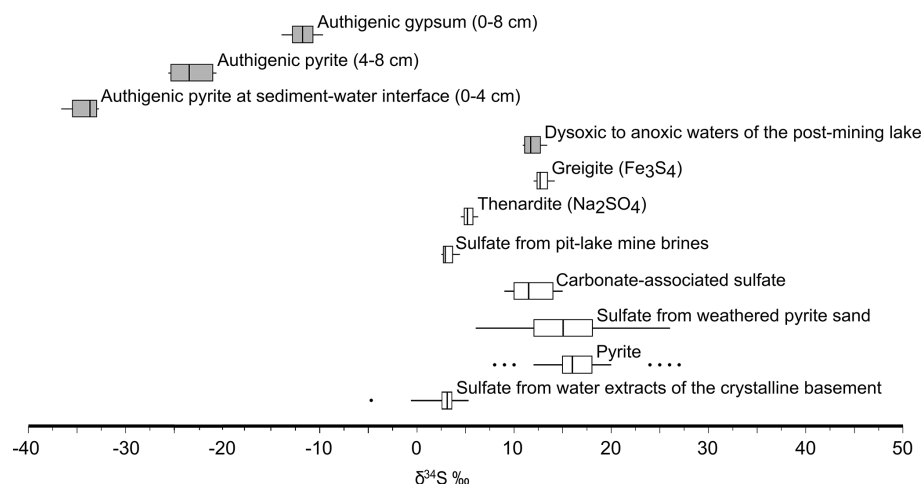 Authigenic gypsum (0-8 cm)
Authigenic pyrite (4-8 cm)
Authigenic pyrite at sediment-water interface (0-4 cm)
Dysoxic to anoxic waters of the post-mining lake
Greigite (Fe3S4)
Thenardite (Na2SO4)
Sulfate from pit-lake mine brines
Carbonate-associated sulfate
Sulfate from weathered pyrite sand
Pyrite
Sulfate from water extracts of the crystalline basement
-40 -30 -20 -10 0 10 20 30 40 50
δ³⁴S ‰